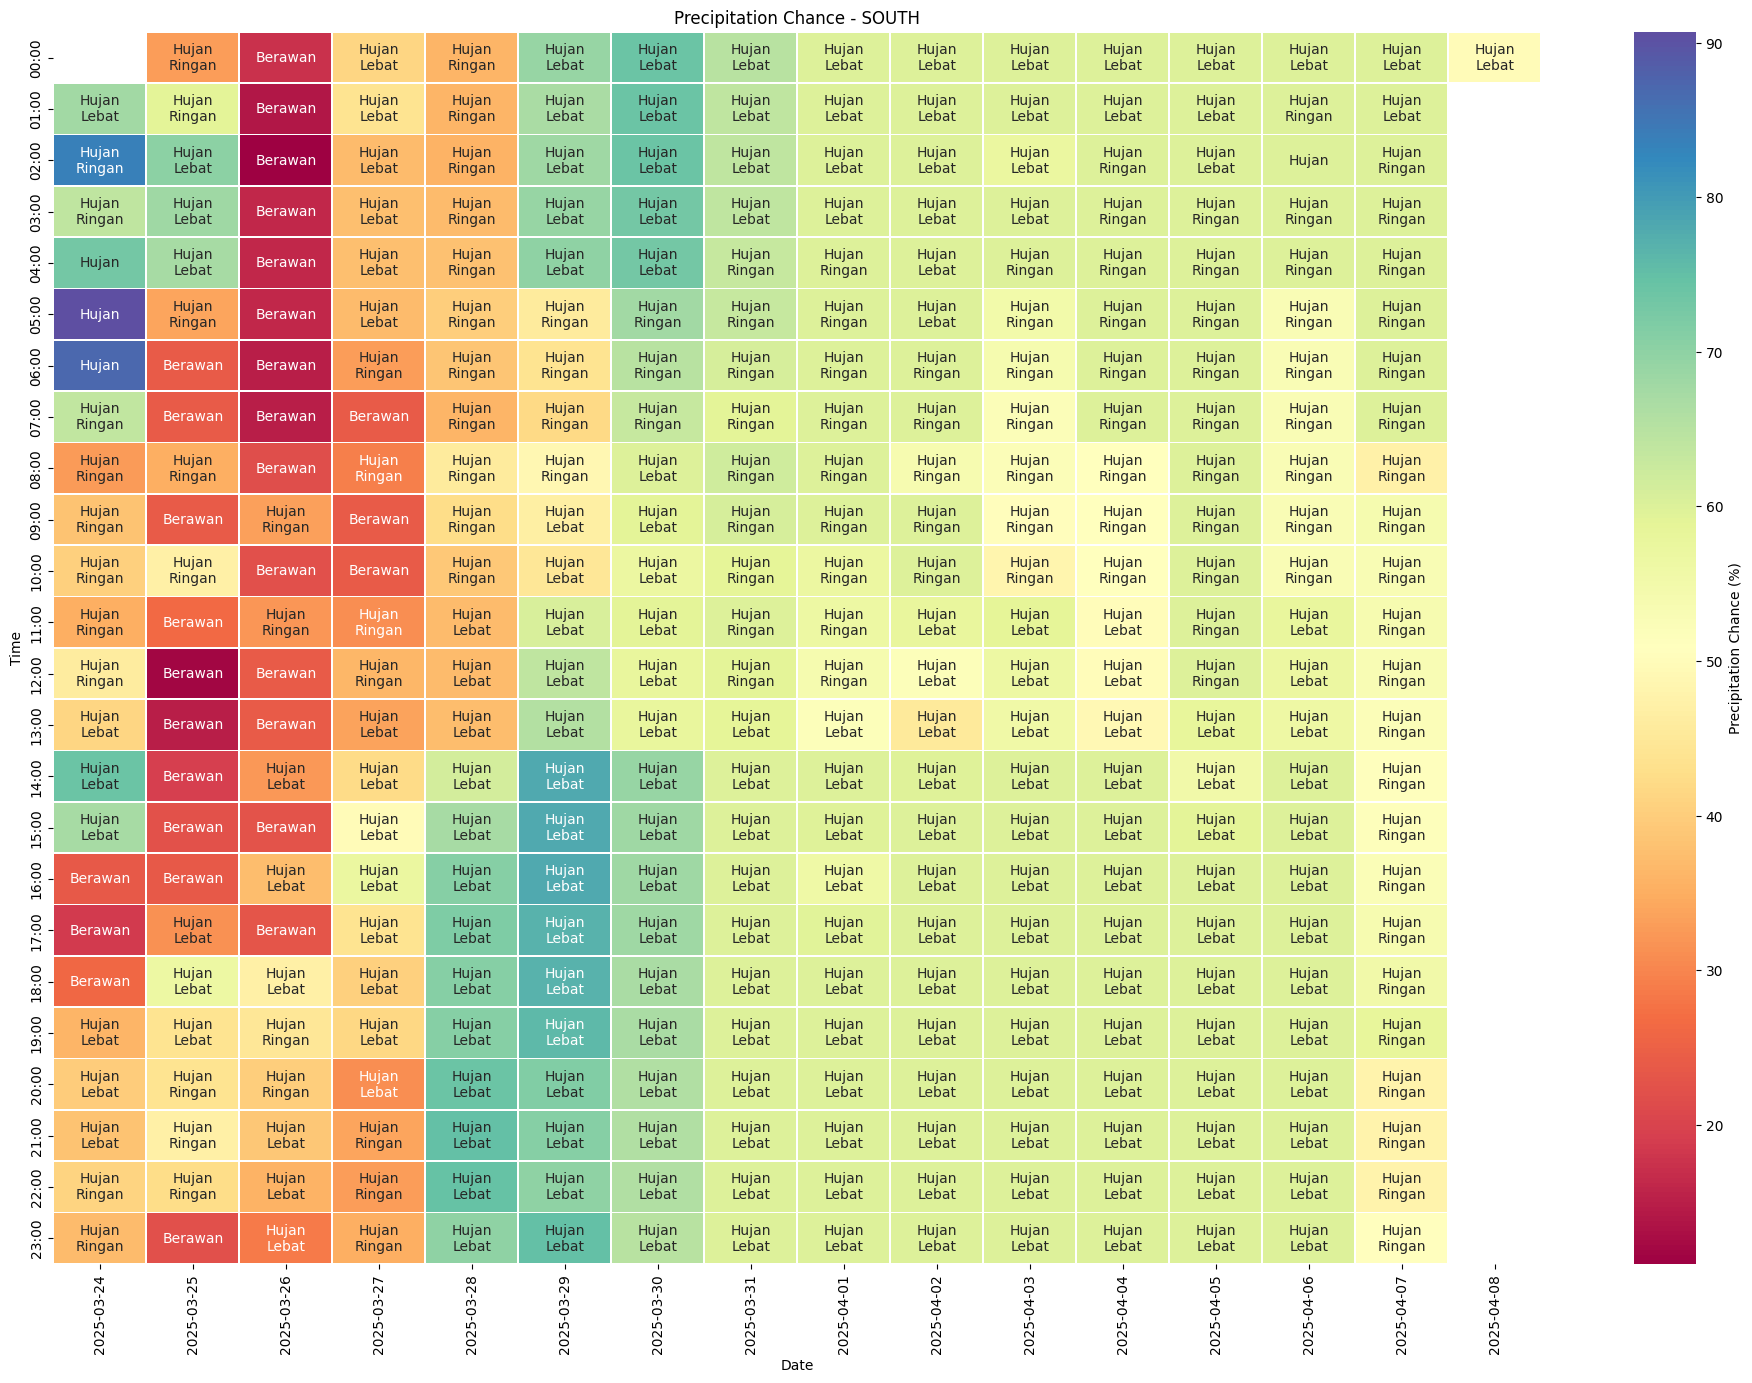 Precipitation Chance - SOUTH
00:00 Hujan Ringan Berawan Hujan Lebat Hujan Ringan Hujan Lebat Hujan Lebat Hujan Lebat Hujan Lebat Hujan Lebat Hujan Lebat Hujan Lebat Hujan Lebat Hujan Lebat Hujan Lebat Hujan Lebat
01:00 Hujan Lebat Hujan Ringan Berawan Hujan Lebat Hujan Ringan Hujan Lebat Hujan Lebat Hujan Lebat Hujan Lebat Hujan Lebat Hujan Lebat Hujan Lebat Hujan Lebat Hujan Ringan Hujan Lebat
02:00 Hujan Ringan Hujan Lebat Berawan Hujan Lebat Hujan Ringan Hujan Lebat Hujan Lebat Hujan Lebat Hujan Lebat Hujan Lebat Hujan Lebat Hujan Ringan Hujan Lebat Hujan Hujan Ringan
03:00 Hujan Ringan Hujan Lebat Berawan Hujan Lebat Hujan Ringan Hujan Lebat Hujan Lebat Hujan Lebat Hujan Lebat Hujan Lebat Hujan Lebat Hujan Ringan Hujan Ringan Hujan Ringan Hujan Ringan
04:00 Hujan Hujan Lebat Berawan Hujan Lebat Hujan Ringan Hujan Lebat Hujan Lebat Hujan Ringan Hujan Ringan Hujan Lebat Hujan Ringan Hujan Ringan Hujan Ringan Hujan Ringan Hujan Ringan
05:00 Hujan Hujan Ringan Berawan Hujan Lebat Hujan Ringan Hujan Ringan Hujan Ringan Hujan Ringan Hujan Ringan Hujan Lebat Hujan Ringan Hujan Ringan Hujan Ringan Hujan Ringan Hujan Ringan
06:00 Hujan Berawan Berawan Hujan Ringan Hujan Ringan Hujan Ringan Hujan Ringan Hujan Ringan Hujan Ringan Hujan Ringan Hujan Ringan Hujan Ringan Hujan Ringan Hujan Ringan Hujan Ringan
07:00 Hujan Ringan Berawan Berawan Berawan Hujan Ringan Hujan Ringan Hujan Ringan Hujan Ringan Hujan Ringan Hujan Ringan Hujan Ringan Hujan Ringan Hujan Ringan Hujan Ringan Hujan Ringan
08:00 Hujan Ringan Hujan Ringan Berawan Hujan Ringan Hujan Ringan Hujan Ringan Hujan Lebat Hujan Ringan Hujan Ringan Hujan Ringan Hujan Ringan Hujan Ringan Hujan Ringan Hujan Ringan Hujan Ringan
09:00 Hujan Ringan Berawan Hujan Ringan Berawan Hujan Ringan Hujan Lebat Hujan Lebat Hujan Ringan Hujan Ringan Hujan Ringan Hujan Ringan Hujan Ringan Hujan Ringan Hujan Ringan Hujan Ringan
10:00 Hujan Ringan Hujan Ringan Berawan Berawan Hujan Ringan Hujan Lebat Hujan Lebat Hujan Ringan Hujan Ringan Hujan Ringan Hujan Ringan Hujan Ringan Hujan Ringan Hujan Ringan Hujan Ringan
11:00 Hujan Ringan Berawan Hujan Ringan Hujan Ringan Hujan Lebat Hujan Lebat Hujan Lebat Hujan Ringan Hujan Ringan Hujan Lebat Hujan Lebat Hujan Lebat Hujan Ringan Hujan Lebat Hujan Ringan
12:00 Hujan Ringan Berawan Berawan Hujan Ringan Hujan Lebat Hujan Lebat Hujan Lebat Hujan Ringan Hujan Ringan Hujan Lebat Hujan Lebat Hujan Lebat Hujan Ringan Hujan Lebat Hujan Ringan
13:00 Hujan Lebat Berawan Berawan Hujan Lebat Hujan Lebat Hujan Lebat Hujan Lebat Hujan Lebat Hujan Lebat Hujan Lebat Hujan Lebat Hujan Lebat Hujan Lebat Hujan Lebat Hujan Ringan
14:00 Hujan Lebat Berawan Hujan Lebat Hujan Lebat Hujan Lebat Hujan Lebat Hujan Lebat Hujan Lebat Hujan Lebat Hujan Lebat Hujan Lebat Hujan Lebat Hujan Lebat Hujan Lebat Hujan Ringan
15:00 Hujan Lebat Berawan Berawan Hujan Lebat Hujan Lebat Hujan Lebat Hujan Lebat Hujan Lebat Hujan Lebat Hujan Lebat Hujan Lebat Hujan Lebat Hujan Lebat Hujan Lebat Hujan Ringan
16:00 Berawan Berawan Hujan Lebat Hujan Lebat Hujan Lebat Hujan Lebat Hujan Lebat Hujan Lebat Hujan Lebat Hujan Lebat Hujan Lebat Hujan Lebat Hujan Lebat Hujan Lebat Hujan Ringan
17:00 Berawan Hujan Lebat Berawan Hujan Lebat Hujan Lebat Hujan Lebat Hujan Lebat Hujan Lebat Hujan Lebat Hujan Lebat Hujan Lebat Hujan Lebat Hujan Lebat Hujan Lebat Hujan Ringan
18:00 Berawan Hujan Lebat Hujan Lebat Hujan Lebat Hujan Lebat Hujan Lebat Hujan Lebat Hujan Lebat Hujan Lebat Hujan Lebat Hujan Lebat Hujan Lebat Hujan Lebat Hujan Lebat Hujan Ringan
19:00 Hujan Lebat Hujan Lebat Hujan Ringan Hujan Lebat Hujan Lebat Hujan Lebat Hujan Lebat Hujan Lebat Hujan Lebat Hujan Lebat Hujan Lebat Hujan Lebat Hujan Lebat Hujan Lebat Hujan Ringan
20:00 Hujan Lebat Hujan Ringan Hujan Ringan Hujan Lebat Hujan Lebat Hujan Lebat Hujan Lebat Hujan Lebat Hujan Lebat Hujan Lebat Hujan Lebat Hujan Lebat Hujan Lebat Hujan Lebat Hujan Ringan
21:00 Hujan Lebat Hujan Ringan Hujan Lebat Hujan Ringan Hujan Lebat Hujan Lebat Hujan Lebat Hujan Lebat Hujan Lebat Hujan Lebat Hujan Lebat Hujan Lebat Hujan Lebat Hujan Lebat Hujan Ringan
22:00 Hujan Ringan Hujan Ringan Hujan Lebat Hujan Ringan Hujan Lebat Hujan Lebat Hujan Lebat Hujan Lebat Hujan Lebat Hujan Lebat Hujan Lebat Hujan Lebat Hujan Lebat Hujan Lebat Hujan Ringan
23:00 Hujan Ringan Berawan Hujan Lebat Hujan Ringan Hujan Lebat Hujan Lebat Hujan Lebat Hujan Lebat Hujan Lebat Hujan Lebat Hujan Lebat Hujan Lebat Hujan Lebat Hujan Lebat Hujan Ringan
Time
2025-03-24 2025-03-25 2025-03-26 2025-03-27 2025-03-28 2025-03-29 2025-03-30 2025-03-31 2025-04-01 2025-04-02 2025-04-03 2025-04-04 2025-04-05 2025-04-06 2025-04-07 2025-04-08
Date
90
80
70
60
50
40
30
20
Precipitation Chance (%)